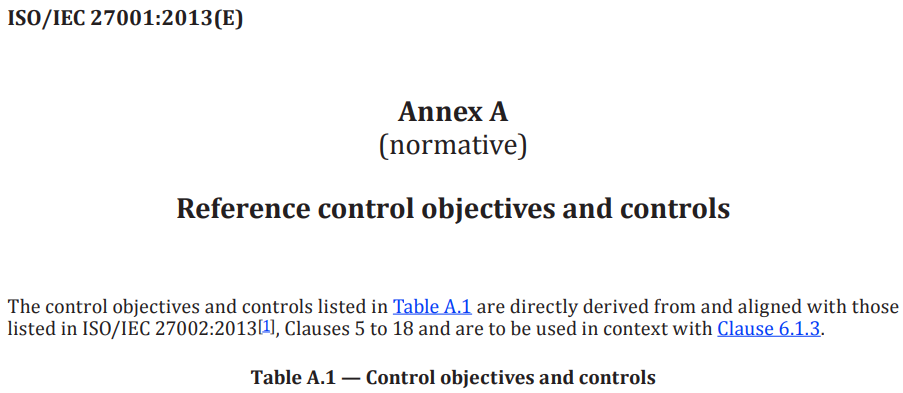 ISO/IEC 27001:2013(E)
Annex A
(normative)
Reference control objectives and controls
The control objectives and controls listed in Table A.1 are directly derived from and aligned with those
listed in ISO/IEC 27002:2013[1], Clauses 5 to 18 and are to be used in context with Clause 6.1.3.
Table A.1 — Control objectives and controls